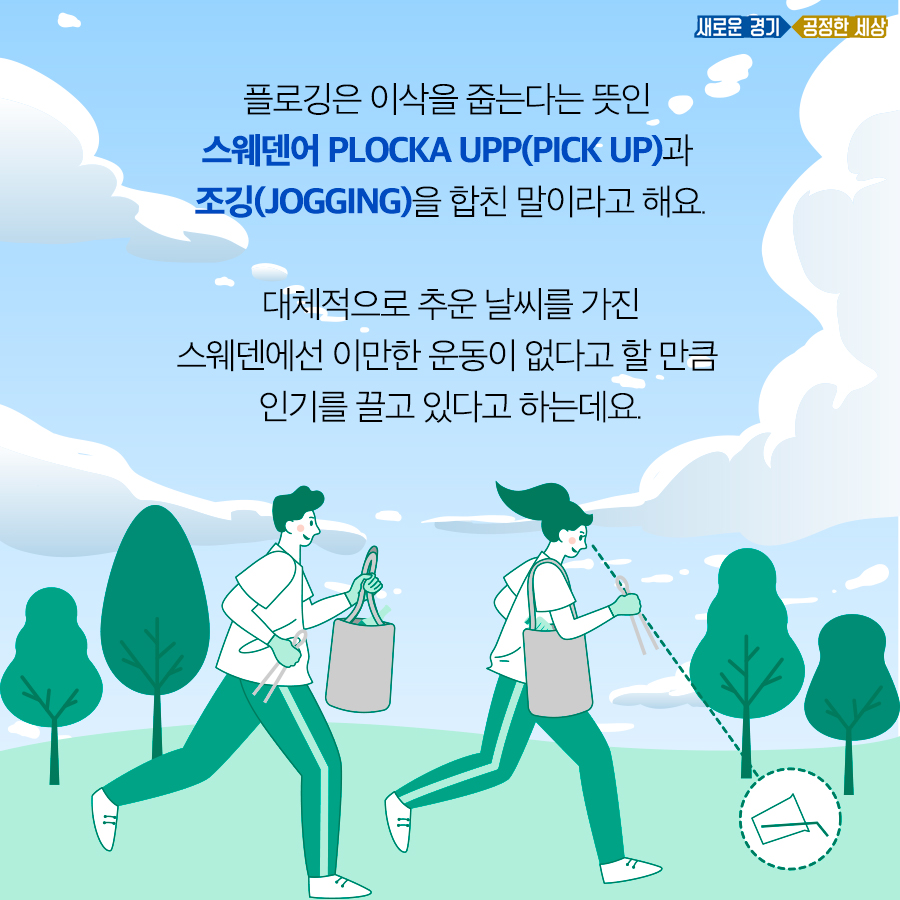 새로운 경기 공정한 세상
플로깅은 이삭을 줍는다는 뜻인
스웨덴어 PLOCKA UPP(PICK UP)과
조깅(JOGGING)을 합친 말이라고 해요.
대체적으로 추운 날씨를 가진
스웨덴에선 이만한 운동이 없다고 할 만큼
인기를 끌고 있다고 하는데요.